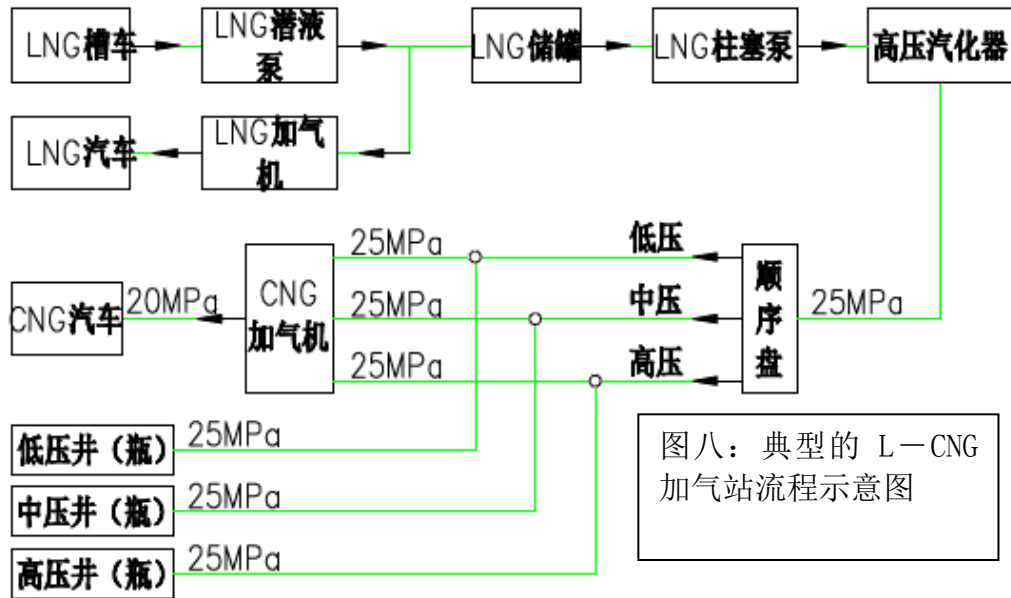 LNG槽车
LNG潜液
泵
LNG储罐
LNG柱塞泵
高压汽化器
LNG汽车
LNG加气
机
25MPa
低压
CNG汽车
20MPa
CNG
加气机
25MPa
中压
顺
序
盘
25MPa
25MPa
高压
低压井（瓶）
25MPa
中压井（瓶）
25MPa
高压井（瓶）
25MPa
图八：典型的 L－CNG
加气站流程示意图